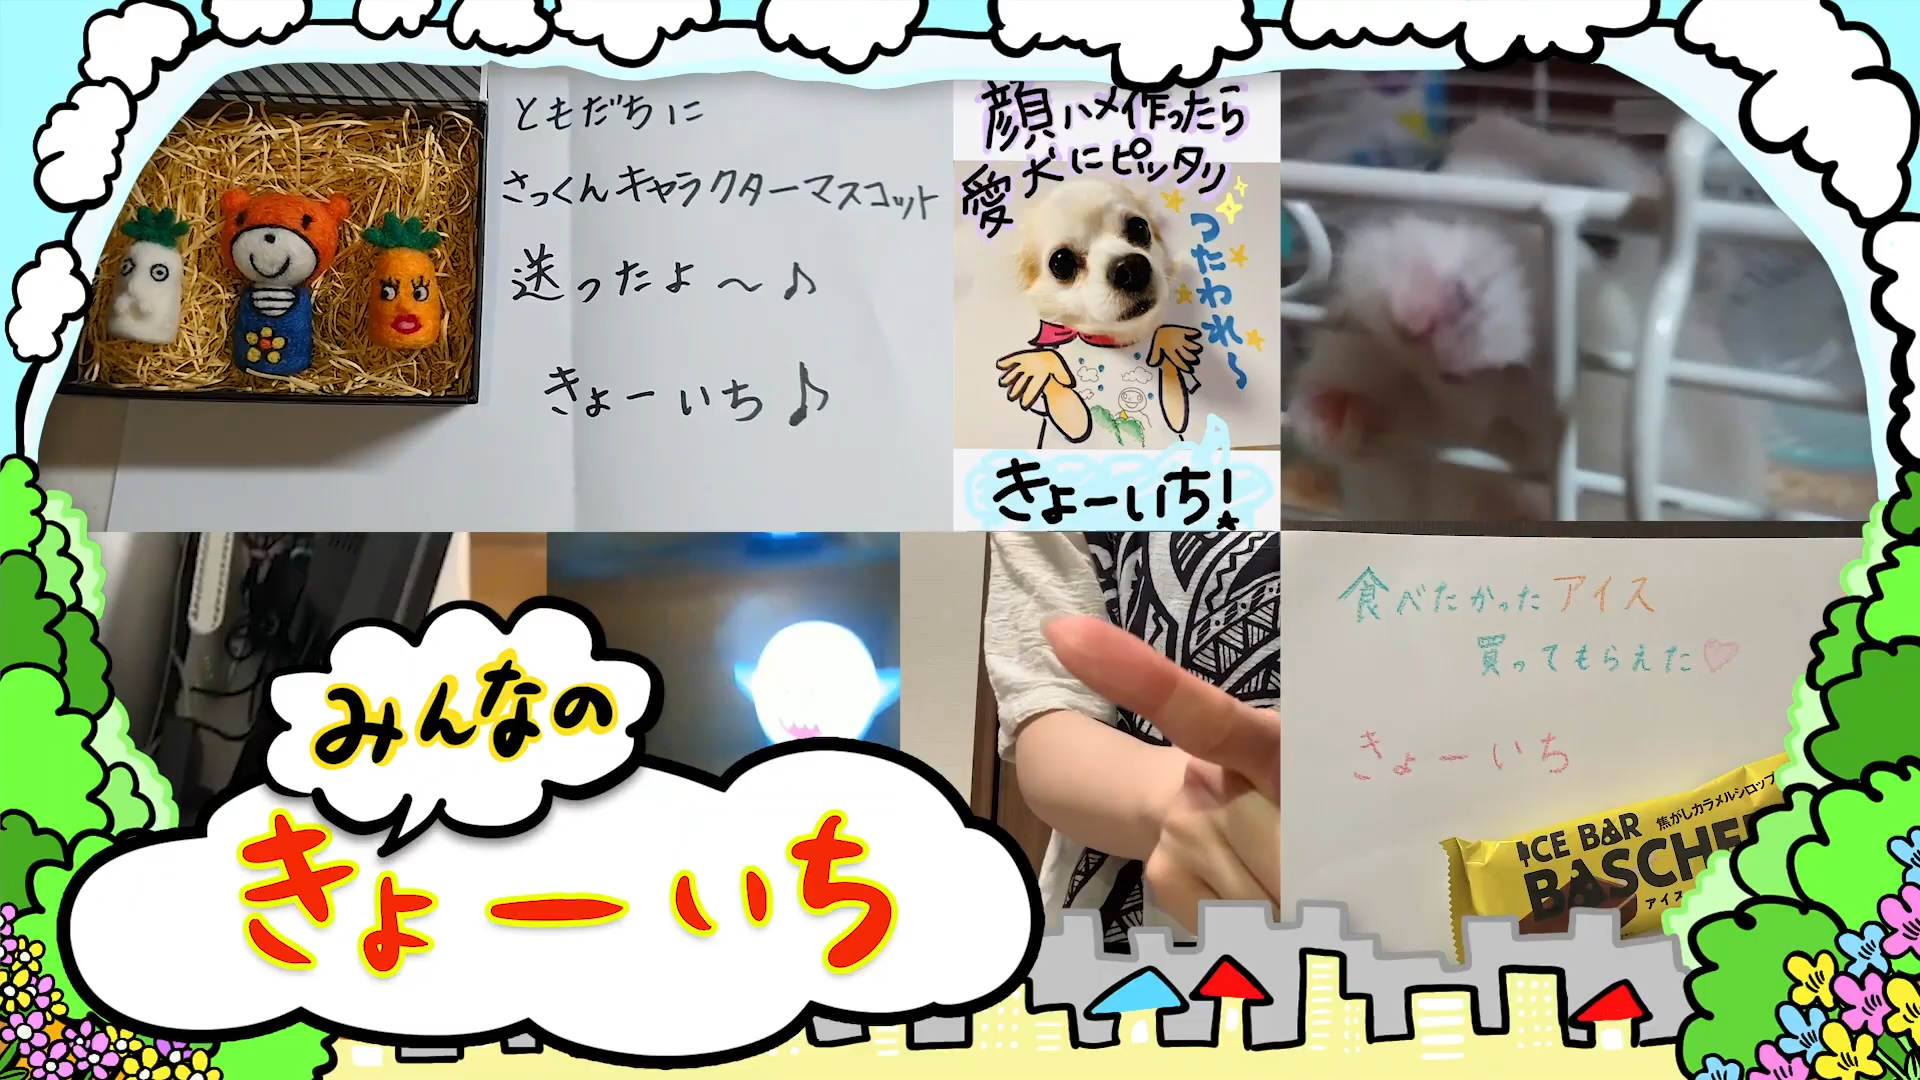 ともだちに
さっくんキャラクターマスコット
送ったよ～♪
きょーいち♪
顔ハメ作ったら
愛犬にピッタリ
つたわれ～
きょーいち!
食べたかったアイス
買ってもらえた♡
きょーいち
焦がしカラメルシロップ
ICE BAR
アイス
みんなの
きょーいち